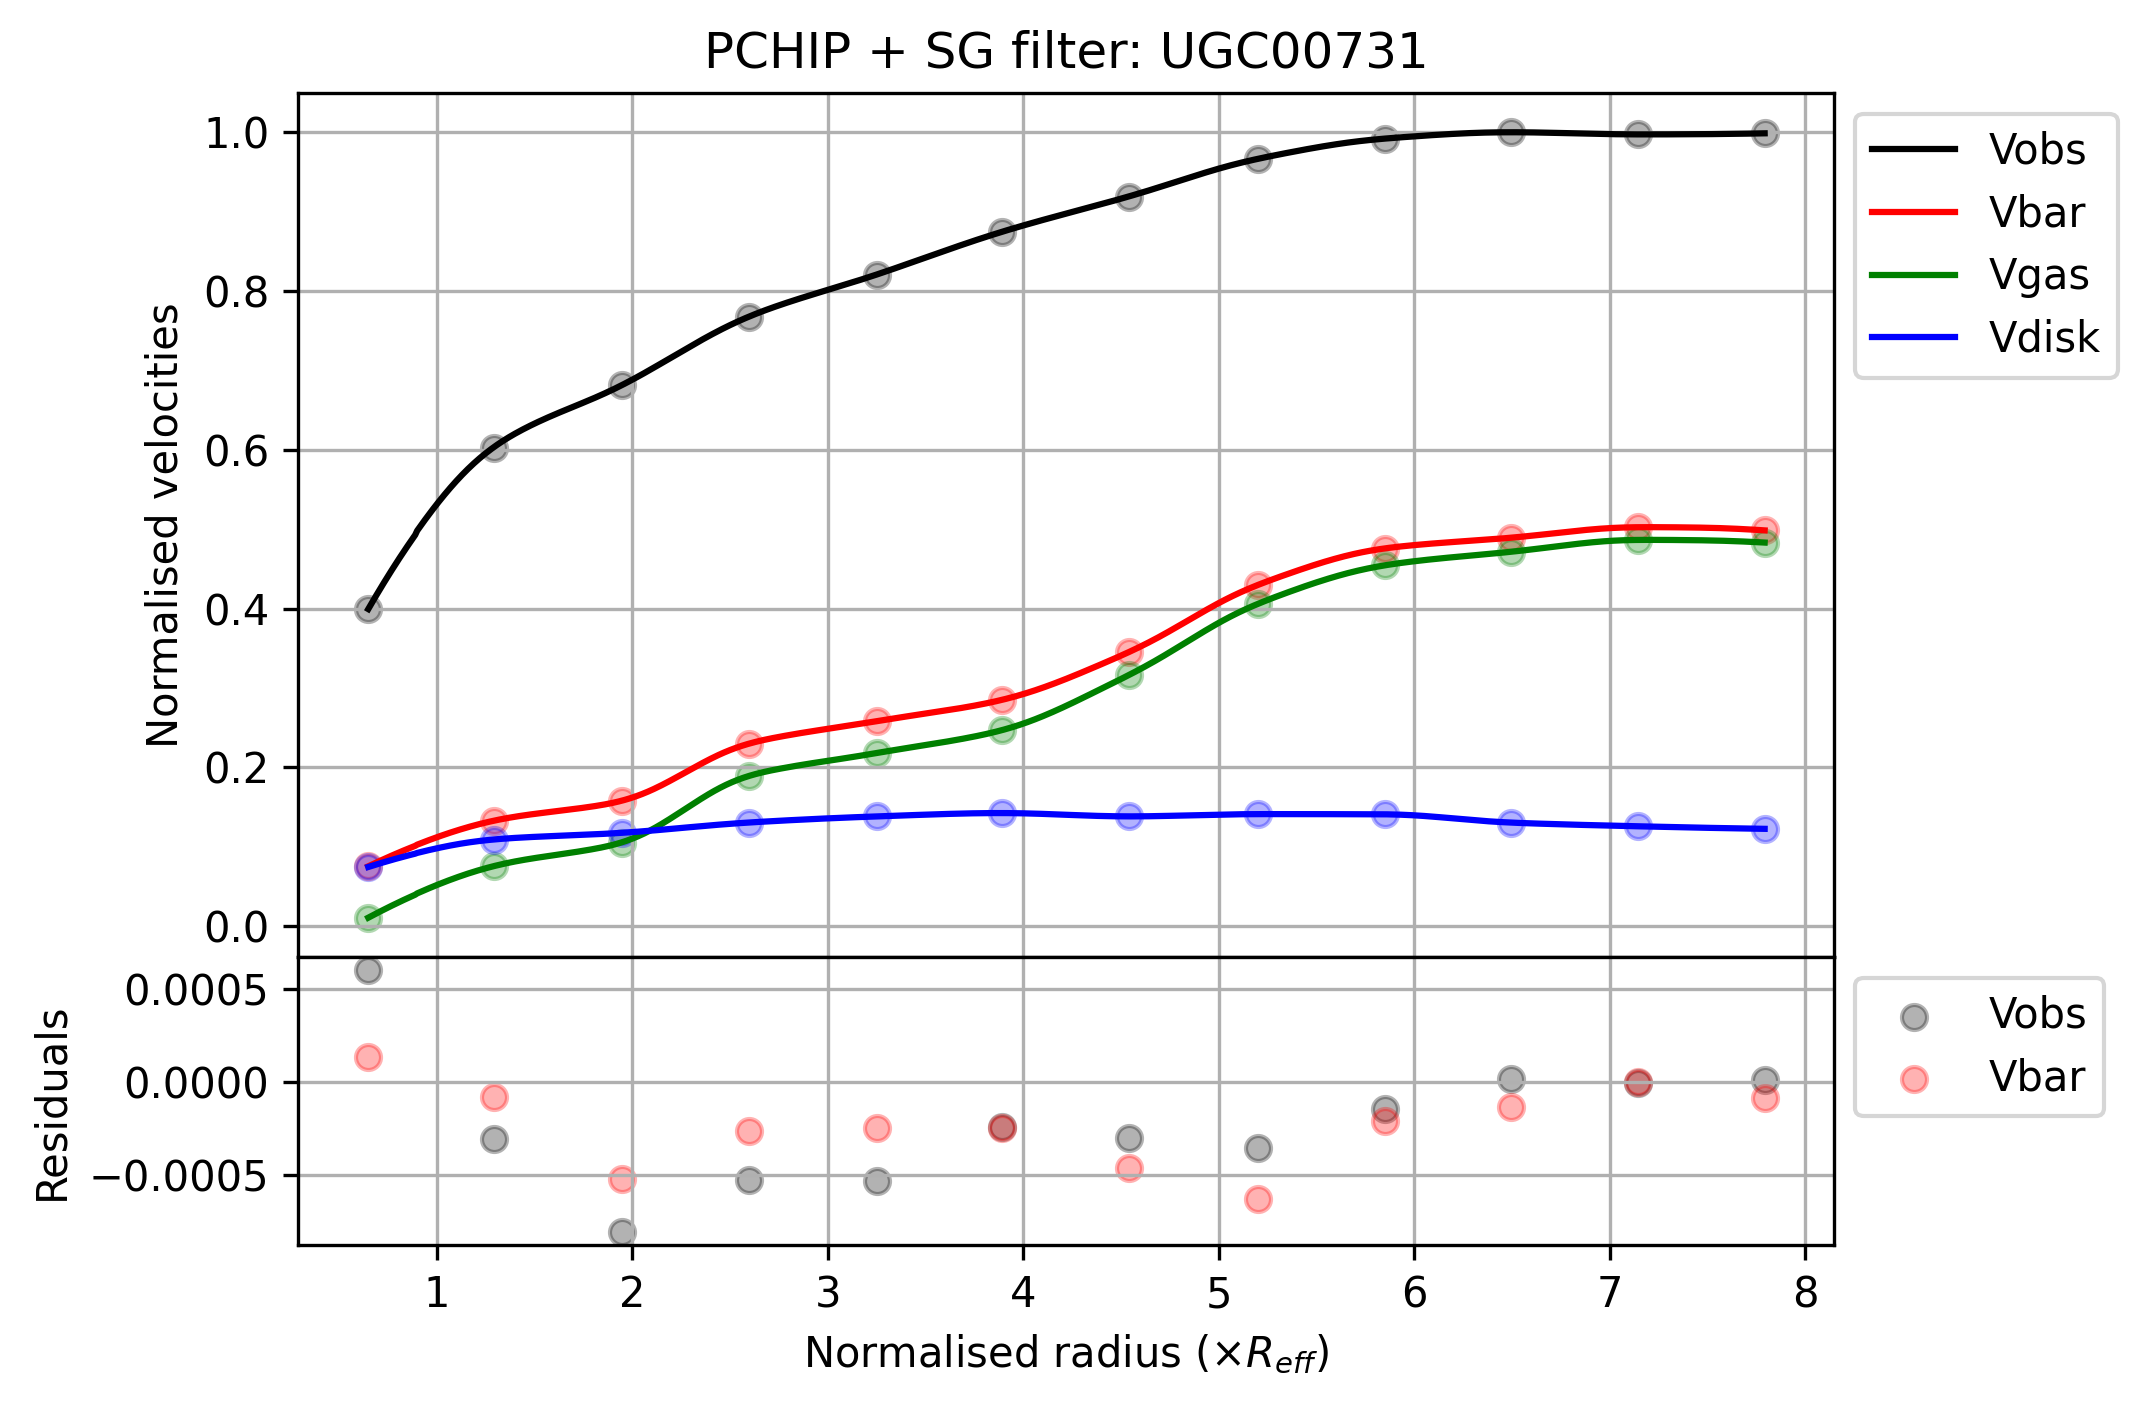 PCHIP + SG filter: UGC00731
Normalised velocities
1.0
0.8
0.6
0.4
0.2
0.0
Vobs
Vbar
Vgas
Vdisk
Residuals
0.0005
0.0000
−0.0005
Vobs
Vbar
1 2 3 4 5 6 7 8
Normalised radius (×R_eff)